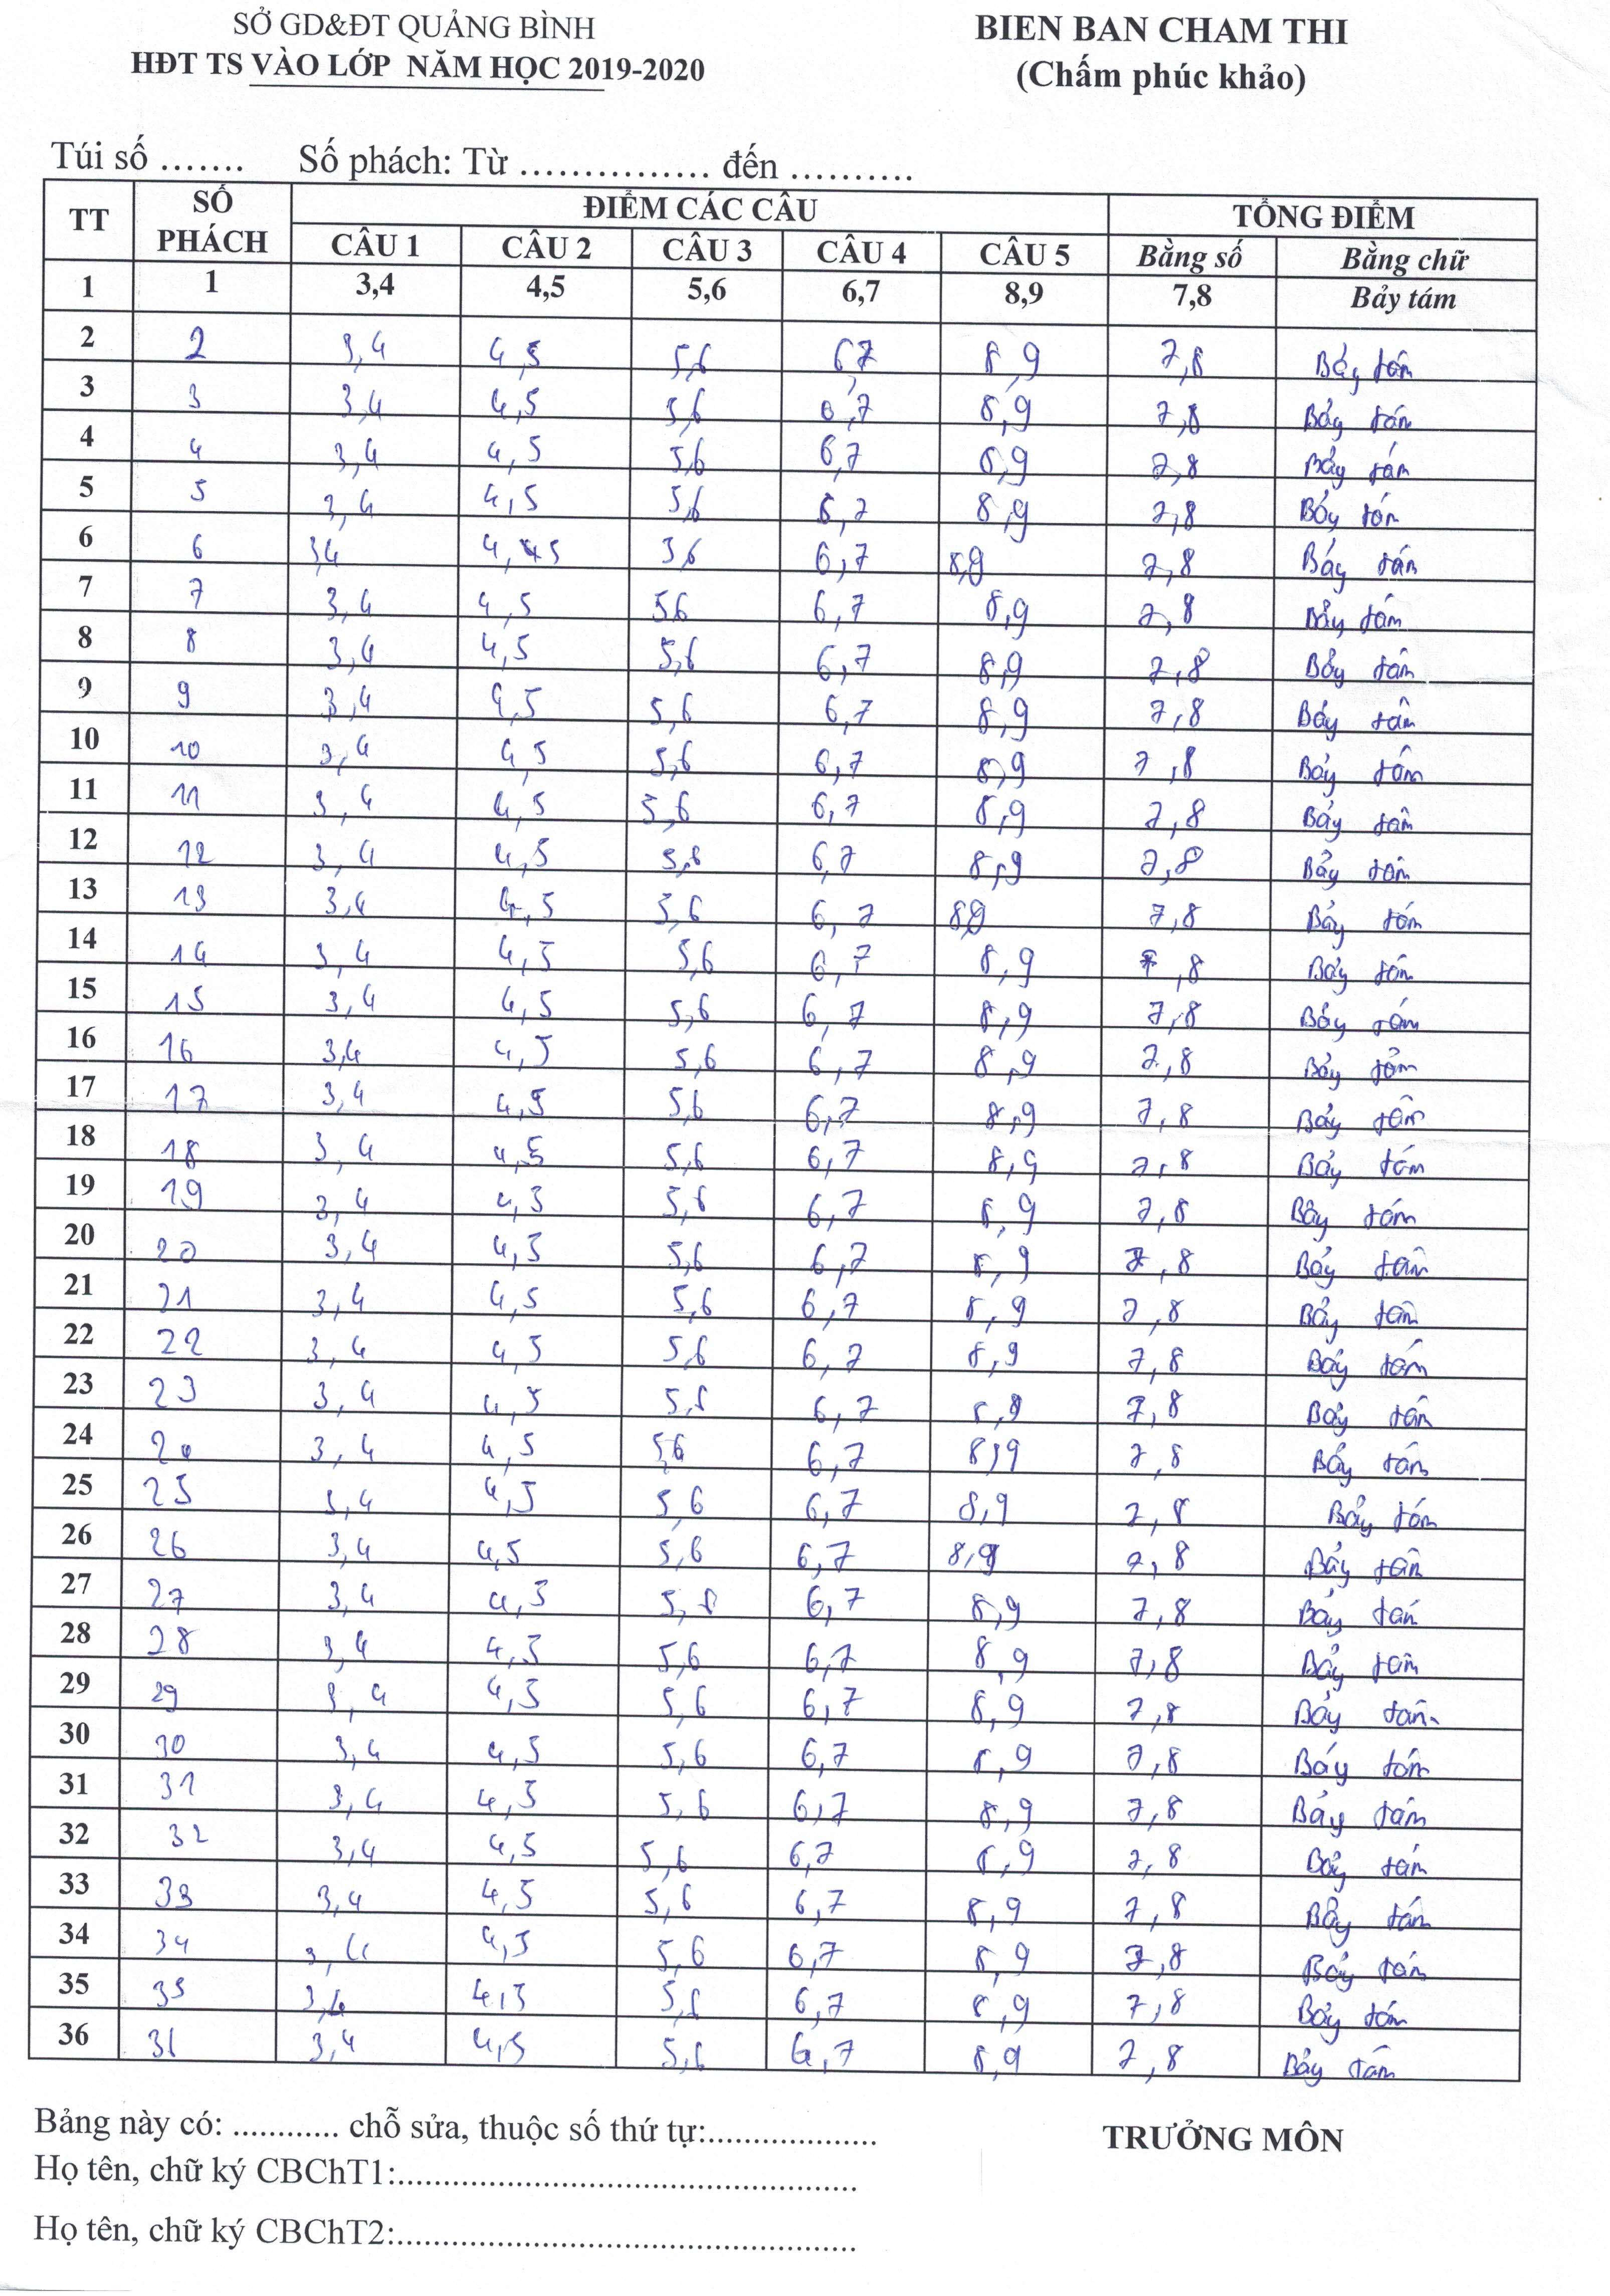 SỞ GD&ĐT QUẢNG BÌNH
HĐT TS VÀO LỚP NĂM HỌC 2019-2020
BIEN BAN CHAM THI
(Chấm phúc khảo)
Túi số ....... Số phách: Từ ............... đến ..........
TT SỐ PHÁCH ĐIỂM CÁC CÂU TỔNG ĐIỂM
CÂU 1 CÂU 2 CÂU 3 CÂU 4 CÂU 5 Bằng số Bằng chữ
1 1 3,4 4,5 5,6 6,7 8,9 7,8 Bảy tám
2 2 3,4 4,5 5,6 6,7 8,9 7,8 Bảy tám
3 3 3,4 4,5 5,6 6,7 8,9 7,8 Bảy tám
4 4 3,4 4,5 5,6 6,7 8,9 7,8 Bảy tám
5 5 3,4 4,5 5,6 6,7 8,9 7,8 Bảy tám
6 6 3,4 4,5 5,6 6,7 8,9 7,8 Bảy tám
7 7 3,4 4,5 5,6 6,7 8,9 7,8 Bảy tám
8 8 3,4 4,5 5,6 6,7 8,9 7,8 Bảy tám
9 9 3,4 4,5 5,6 6,7 8,9 7,8 Bảy tám
10 10 3,4 4,5 5,6 6,7 8,9 7,8 Bảy tám
11 11 3,4 4,5 5,6 6,7 8,9 7,8 Bảy tám
12 12 3,4 4,5 5,6 6,7 8,9 7,8 Bảy tám
13 13 3,4 4,5 5,6 6,7 8,9 7,8 Bảy tám
14 14 3,4 4,5 5,6 6,7 8,9 7,8 Bảy tám
15 15 3,4 4,5 5,6 6,7 8,9 7,8 Bảy tám
16 16 3,4 4,5 5,6 6,7 8,9 7,8 Bảy tám
17 17 3,4 4,5 5,6 6,7 8,9 7,8 Bảy tám
18 18 3,4 4,5 5,6 6,7 8,9 7,8 Bảy tám
19 19 3,4 4,5 5,6 6,7 8,9 7,8 Bảy tám
20 20 3,4 4,5 5,6 6,7 8,9 7,8 Bảy tám
21 21 3,4 4,5 5,6 6,7 8,9 7,8 Bảy tám
22 22 3,4 4,5 5,6 6,7 8,9 7,8 Bảy tám
23 23 3,4 4,5 5,6 6,7 8,9 7,8 Bảy tám
24 24 3,4 4,5 5,6 6,7 8,9 7,8 Bảy tám
25 25 3,4 4,5 5,6 6,7 8,9 7,8 Bảy tám
26 26 3,4 4,5 5,6 6,7 8,9 7,8 Bảy tám
27 27 3,4 4,5 5,6 6,7 8,9 7,8 Bảy tám
28 28 3,4 4,5 5,6 6,7 8,9 7,8 Bảy tám
29 29 3,4 4,5 5,6 6,7 8,9 7,8 Bảy tám
30 30 3,4 4,5 5,6 6,7 8,9 7,8 Bảy tám
31 31 3,4 4,5 5,6 6,7 8,9 7,8 Bảy tám
32 32 3,4 4,5 5,6 6,7 8,9 7,8 Bảy tám
33 33 3,4 4,5 5,6 6,7 8,9 7,8 Bảy tám
34 34 3,4 4,5 5,6 6,7 8,9 7,8 Bảy tám
35 35 3,4 4,5 5,6 6,7 8,9 7,8 Bảy tám
36 36 3,4 4,5 5,6 6,7 8,9 7,8 Bảy tám
Bảng này có: ............ chỗ sửa, thuộc số thứ tự:...................
TRƯỞNG MÔN
Họ tên, chữ ký CBChT1:....................................................
Họ tên, chữ ký CBChT2:....................................................